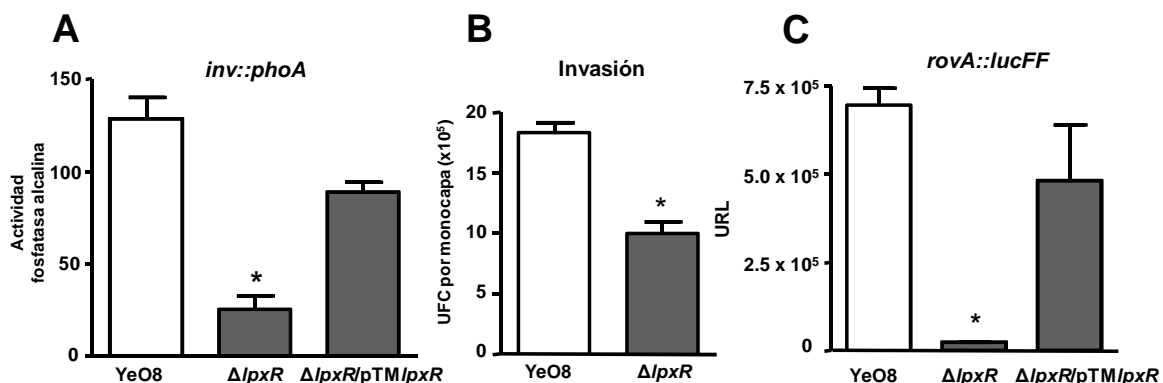 A
inv::phoA
Actividad
fosfatasa alcalina
150
100
50
0
*
YeO8
ΔlpxR
ΔlpxR/pTMlpxR
B
Invasión
UFC por monocapa (x10⁵)
20
15
10
5
0
*
YeO8
ΔlpxR
C
rovA::lucFF
URL
7.5 x 10⁵
5.0 x 10⁵
2.5 x 10⁵
0
*
YeO8
ΔlpxR
ΔlpxR/pTMlpxR